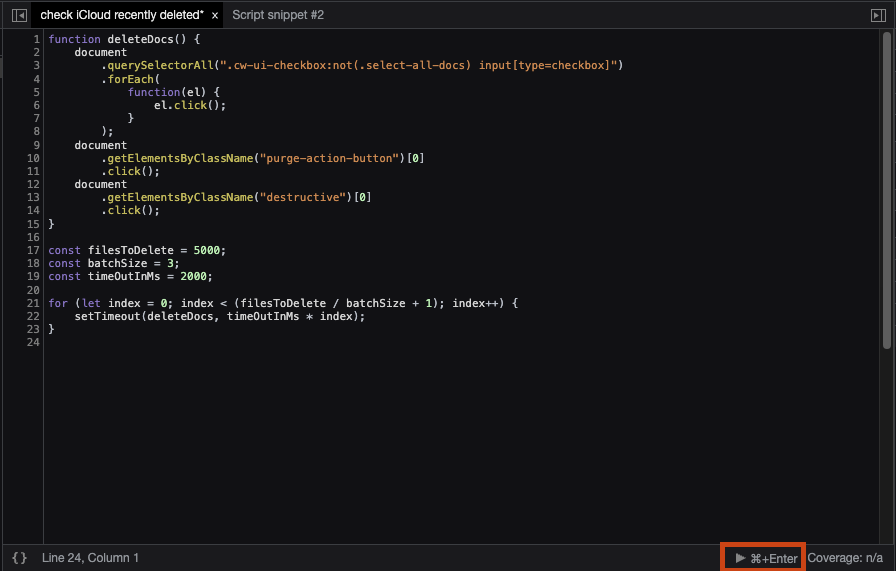 check iCloud recently deleted* x Script snippet #2
1 function deleteDocs() {
2     document
3         .querySelectorAll(".cw-ui-checkbox:not(.select-all-docs) input[type=checkbox]")
4         .forEach(
5             function(el) {
6                 el.click();
7             }
8         );
9     document
10         .getElementsByClassName("purge-action-button")[0]
11         .click();
12     document
13         .getElementsByClassName("destructive")[0]
14         .click();
15 }
16
17 const filesToDelete = 5000;
18 const batchSize = 3;
19 const timeOutInMs = 2000;
20
21 for (let index = 0; index < (filesToDelete / batchSize + 1); index++) {
22     setTimeout(deleteDocs, timeOutInMs * index);
23 }
24
{} Line 24, Column 1 ▶ ⌘+Enter Coverage: n/a